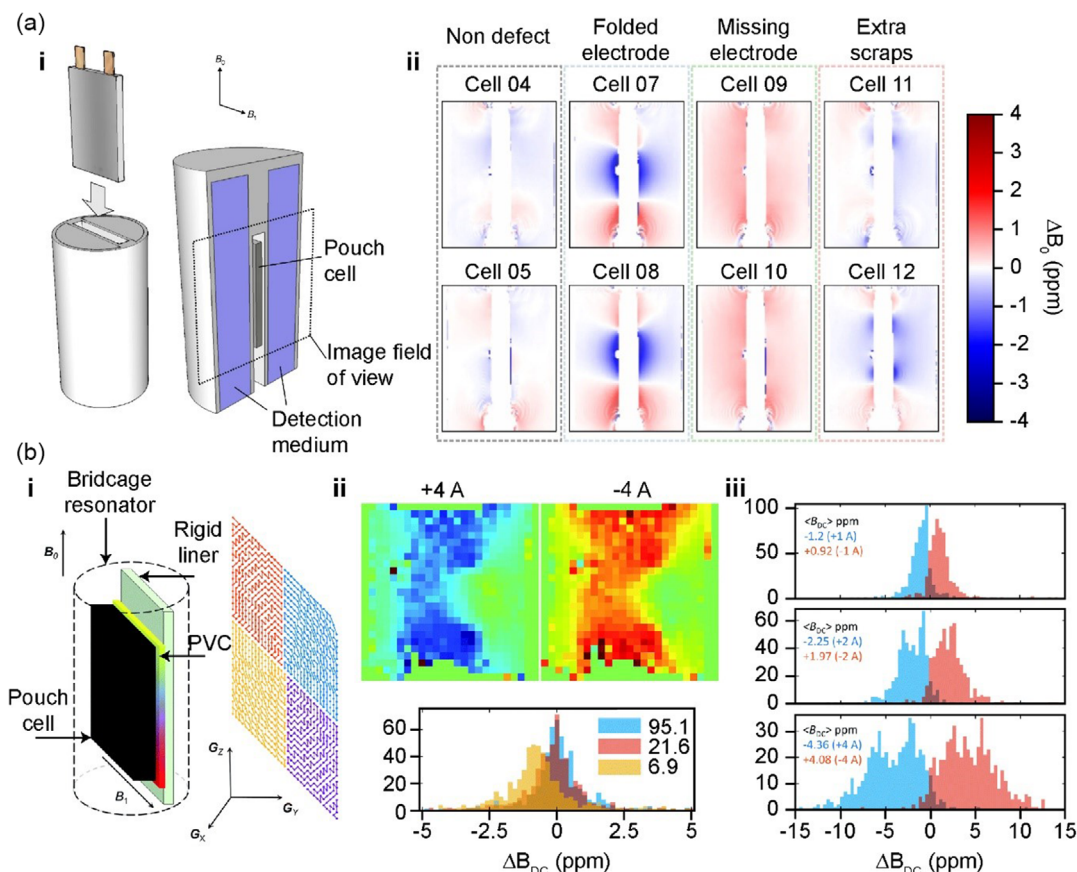 (a)
i
B0
B1
Pouch
cell
Image field
of view
Detection
medium
ii
Non defect
Folded
electrode
Missing
electrode
Extra
scraps
Cell 04
Cell 07
Cell 09
Cell 11
Cell 05
Cell 08
Cell 10
Cell 12
4
3
2
1
0
-1
-2
-3
-4
ΔB0 (ppm)
(b)
i
Bridcage
resonator
B0
Rigid
liner
PVC
Pouch
cell
B1
GZ
GY
GX
ii
+4 A
-4 A
60
40
20
0
95.1
21.6
6.9
-5
-2.5
0
2.5
5
ΔBDC (ppm)
iii
100
50
0
<BDC> ppm
-1.2 (+1 A)
+0.92 (-1 A)
60
40
20
0
<BDC> ppm
-2.25 (+2 A)
+1.97 (-2 A)
30
20
10
0
<BDC> ppm
-4.36 (+4 A)
+4.08 (-4 A)
-15
-10
-5
0
5
10
15
ΔBDC (ppm)